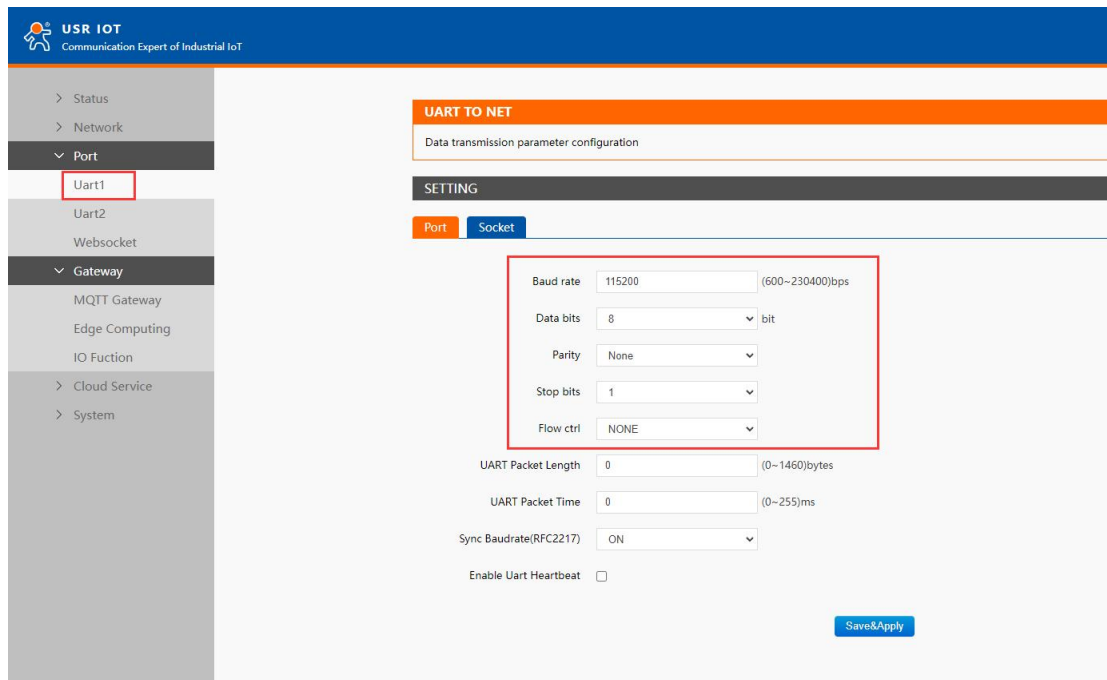 USR IOT
Communication Expert of Industrial IoT
Status
Network
Port
Uart1
Uart2
Websocket
Gateway
MQTT Gateway
Edge Computing
IO Fuction
Cloud Service
System
UART TO NET
Data transmission parameter configuration
SETTING
Port Socket
Baud rate 115200 (600~230400)bps
Data bits 8 bit
Parity None
Stop bits 1
Flow ctrl NONE
UART Packet Length 0 (0~1460)bytes
UART Packet Time 0 (0~255)ms
Sync Baudrate(RFC2217) ON
Enable Uart Heartbeat
Save&Apply